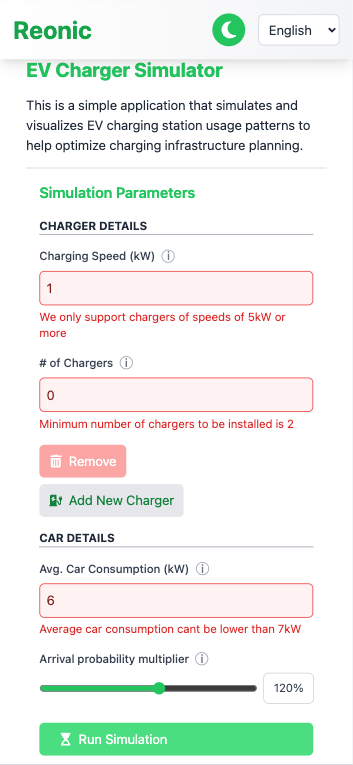 Reonic
English
EV Charger Simulator
This is a simple application that simulates and
visualizes EV charging station usage patterns to
help optimize charging infrastructure planning.
Simulation Parameters
CHARGER DETAILS
Charging Speed (kW) ⓘ
1
We only support chargers of speeds of 5kW or
more
# of Chargers ⓘ
0
Minimum number of chargers to be installed is 2
Remove
Add New Charger
CAR DETAILS
Avg. Car Consumption (kW) ⓘ
6
Average car consumption cant be lower than 7kW
Arrival probability multiplier ⓘ
120%
Run Simulation